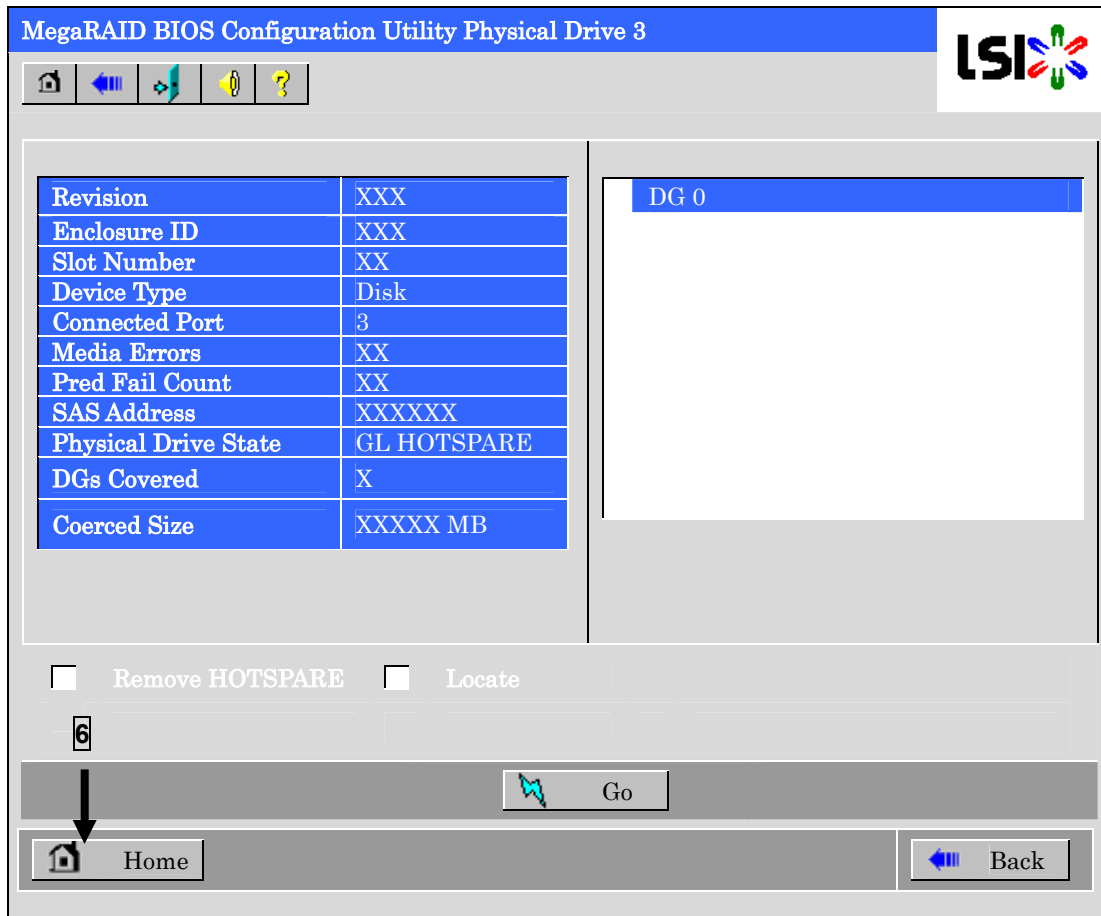 MegaRAID BIOS Configuration Utility Physical Drive 3
LSI
?
Revision XXX
Enclosure ID XXX
Slot Number XX
Device Type Disk
Connected Port 3
Media Errors XX
Pred Fail Count XX
SAS Address XXXXXX
Physical Drive State GL HOTSPARE
DGs Covered X
Coerced Size XXXXX MB
DG 0
Remove HOTSPARE Locate
6
Go
Home Back